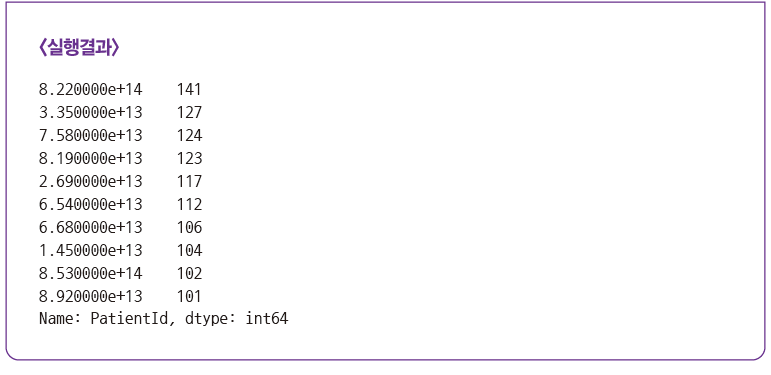 <실행결과>
8.220000e+14 141
3.350000e+13 127
7.580000e+13 124
8.190000e+13 123
2.690000e+13 117
6.540000e+13 112
6.680000e+13 106
1.450000e+13 104
8.530000e+14 102
8.920000e+13 101
Name: PatientId, dtype: int64